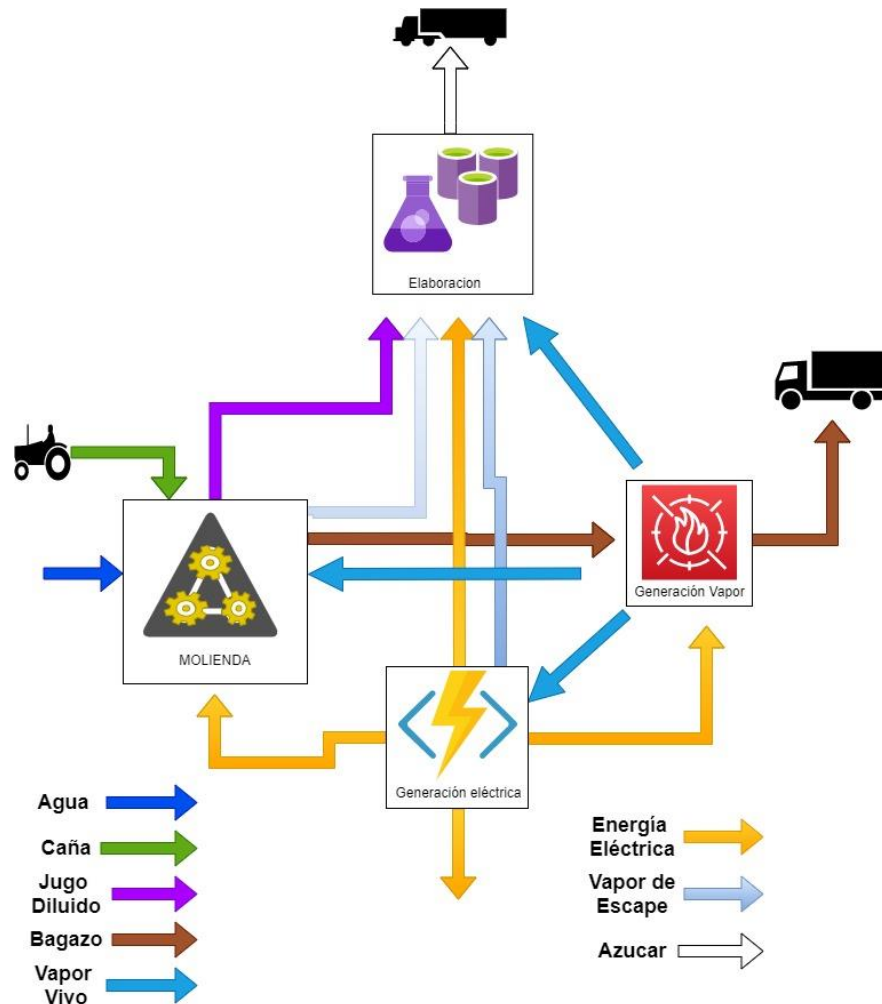 Elaboracion
Generación Vapor
MOLIENDA
Generación eléctrica
Agua
Caña
Jugo
Diluido
Bagazo
Vapor
Vivo
Energía
Eléctrica
Vapor de
Escape
Azucar